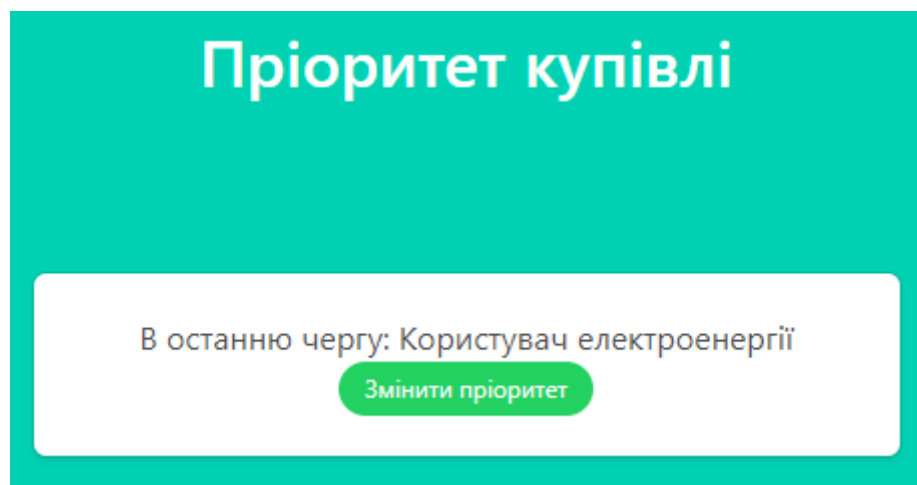 Пріоритет купівлі
В останню чергу: Користувач електроенергії
Змінити пріоритет